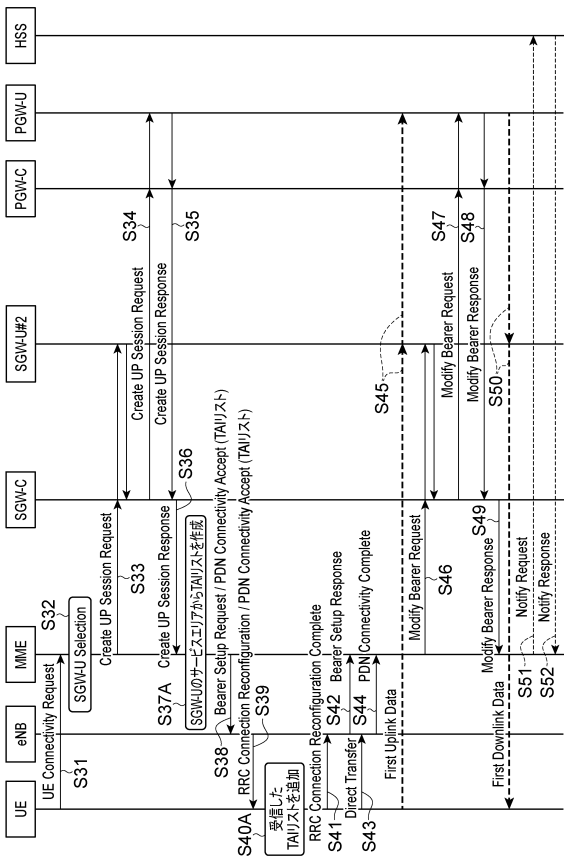 UE
eNB
MME
SGW-C
SGW-U#2
PGW-C
PGW-U
HSS
UE Connectivity Request
S31
S32
SGW-U Selection
Create UP Session Request
S33
Create UP Session Request
S34
Create UP Session Response
S35
Create UP Session Response
S36
S37A
SGW-UのサービスエリアからTAIリストを作成
Bearer Setup Request / PDN Connectivity Accept (TAIリスト)
S38
RRC Connection Reconfiguration / PDN Connectivity Accept (TAIリスト)
S39
S40A
受信した
TAIリストを追加
RRC Connection Reconfiguration Complete
S41
Bearer Setup Response
S42
Direct Transfer
S43
PDN Connectivity Complete
S44
First Uplink Data
S45
Modify Bearer Request
S46
Modify Bearer Request
S47
Modify Bearer Response
S48
Modify Bearer Response
S49
First Downlink Data
S50
Notify Request
S51
Notify Response
S52